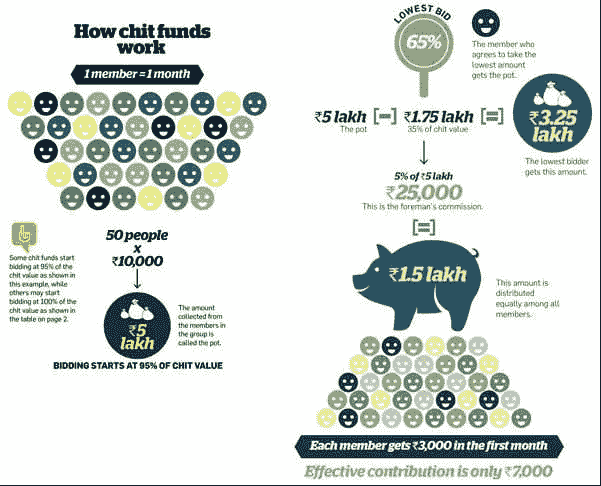 How chit funds
work
1 member = 1 month
50 people
x
₹10,000
Some chit funds start
bidding at 95% of the
chit value as shown in
this example, while
others may start
bidding at 100% of the
chit value as shown in
the table on page 2.
₹5
lakh
The amount
collected from
the members in
the group is
called the pot.
BIDDING STARTS AT 95% OF CHIT VALUE
LOWEST BID
65%
The member who
agrees to take the
lowest amount
gets the pot.
₹5 lakh [–] ₹1.75 lakh [=] ₹3.25 lakh
The pot
35% of chit value
The lowest bidder
gets this amount.
5% of ₹5 lakh
₹25,000
This is the foreman's commission.
[=]
₹1.5 lakh
This amount is
distributed
equally among all
members.
Each member gets ₹3,000 in the first month
Effective contribution is only ₹7,000